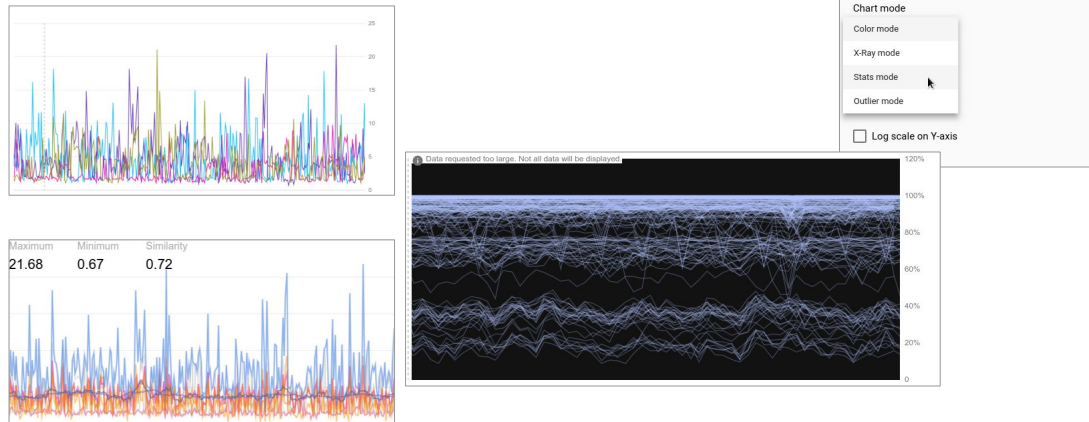 25
20
15
10
5
0
Maximum Minimum Similarity
21.68 0.67 0.72
Data requested too large. Not all data will be displayed.
120%
100%
80%
60%
40%
20%
0
Chart mode
Color mode
X-Ray mode
Stats mode
Outlier mode
Log scale on Y-axis